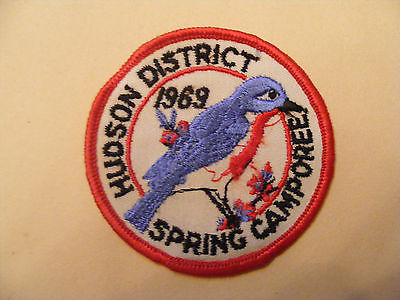 HUDSON DISTRICT
1969
SPRING CAMPOREE